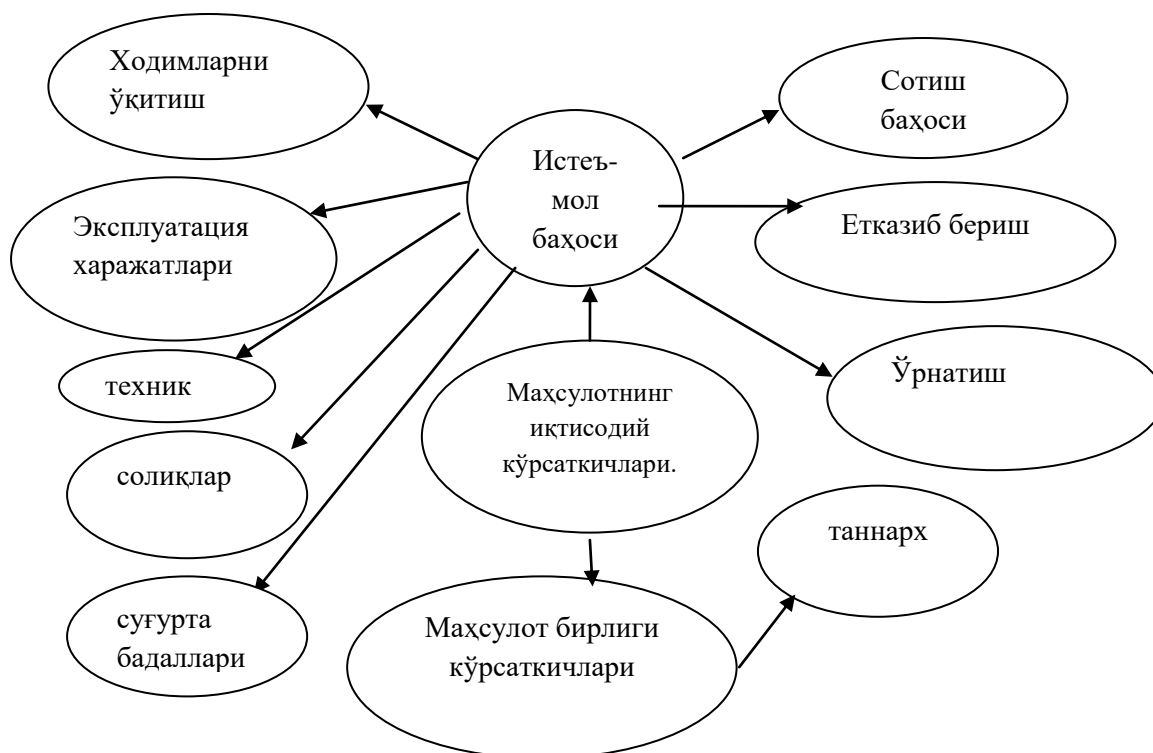 Ходимларни
ўқитиш
Сотиш
баҳоси
Истеъ-
мол
баҳоси
Эксплуатация
харажатлари
Етказиб бериш
техник
Ўрнатиш
Маҳсулотнинг
иқтисодий
кўрсаткичлари.
солиқлар
таннарх
суғурта
бадаллари
Маҳсулот бирлиги
кўрсаткичлари